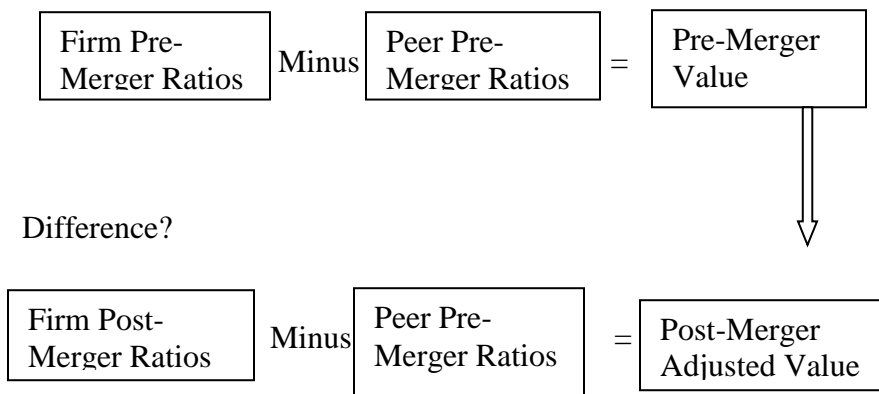 Firm Pre- Minus Peer Pre- = Pre-Merger
Merger Ratios Merger Ratios Value
Difference?
Firm Post- Minus Peer Pre- = Post-Merger
Merger Ratios Merger Ratios Adjusted Value